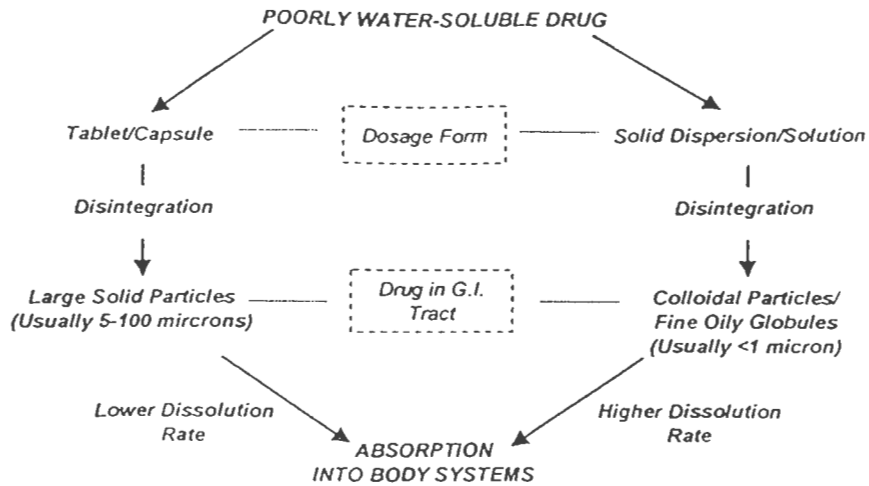 POORLY WATER-SOLUBLE DRUG
Tablet/Capsule
Dosage Form
Solid Dispersion/Solution
Disintegration
Disintegration
Large Solid Particles
(Usually 5-100 mircrons)
Drug in G.I.
Tract
Colloidal Particles/
Fine Oily Globules
(Usually <1 micron)
Lower Dissolution
Rate
Higher Dissolution
Rate
ABSORPTION
INTO BODY SYSTEMS